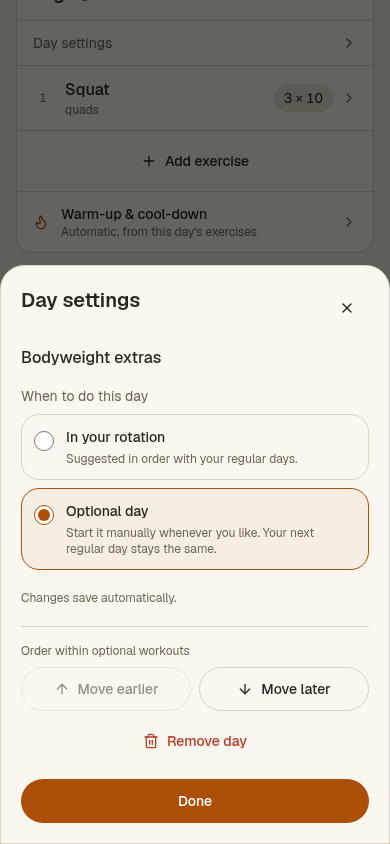 Day settings
1
Squat
3 × 10
quads
Add exercise
Warm-up & cool-down
Automatic, from this day's exercises
Day settings
Bodyweight extras
When to do this day
In your rotation
Suggested in order with your regular days.
Optional day
Start it manually whenever you like. Your next
regular day stays the same.
Changes save automatically.
Order within optional workouts
Move earlier
Move later
Remove day
Done